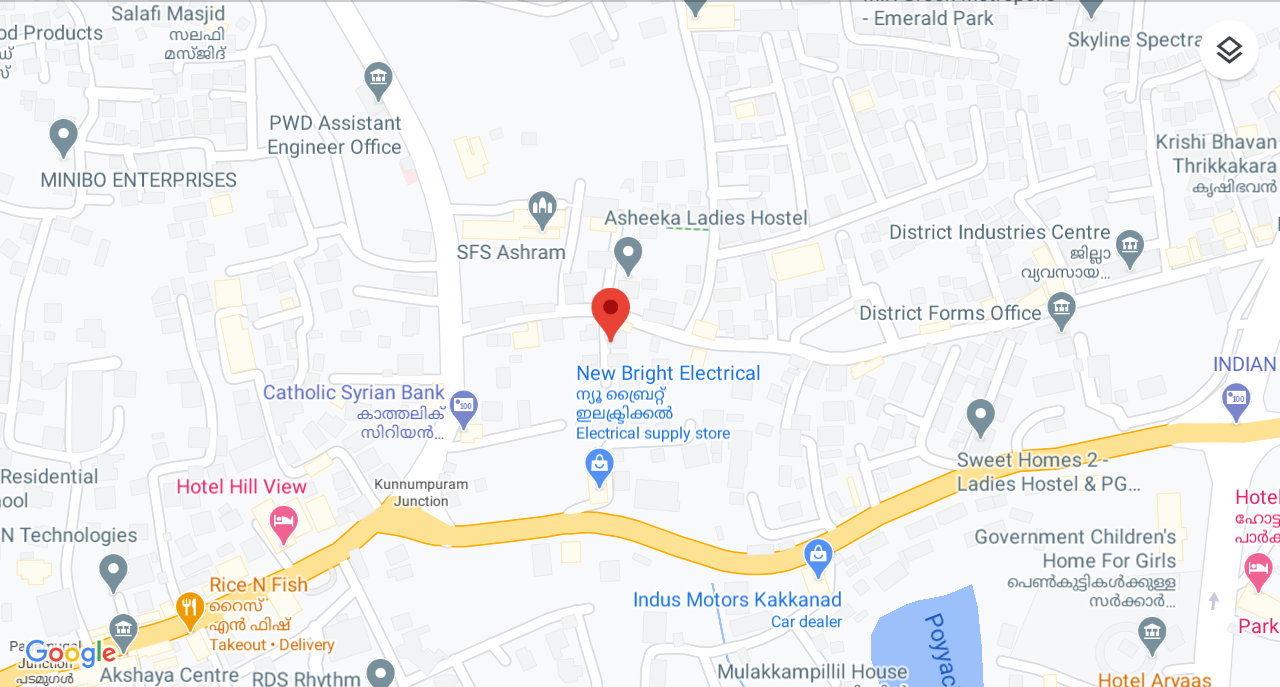 Salafi Masjid
സലഫി
മസ്ജിദ്
od Products
- Emerald Park
Skyline Spectra
PWD Assistant
Engineer Office
MINIBO ENTERPRISES
Krishi Bhavan
Thrikkakara
കൃഷിഭവൻ
Asheeka Ladies Hostel
SFS Ashram
District Industries Centre
ജില്ലാ
വ്യവസായ...
District Forms Office
New Bright Electrical
ന്യൂ ബ്രൈറ്റ്
ഇലക്ട്രിക്കൽ
Electrical supply store
Catholic Syrian Bank
കാത്തലിക്
സിറിയൻ...
INDIAN
Sweet Homes 2 -
Ladies Hostel & PG...
Residential
ool
Hotel Hill View
Kunnumpuram
Junction
N Technologies
Hotel
ഹോട്ട
പാർക്
Government Children's
Home For Girls
പെൺകുട്ടികൾക്കുള്ള
സർക്കാർ...
Rice N Fish
റൈസ്
എൻ ഫിഷ്
Takeout • Delivery
Indus Motors Kakkanad
Car dealer
Poyyac
Park
Google
Junction
പടമുഗൾ
Akshaya Centre
RDS Rhythm
Mulakkampillil House
Hotel Aryaas